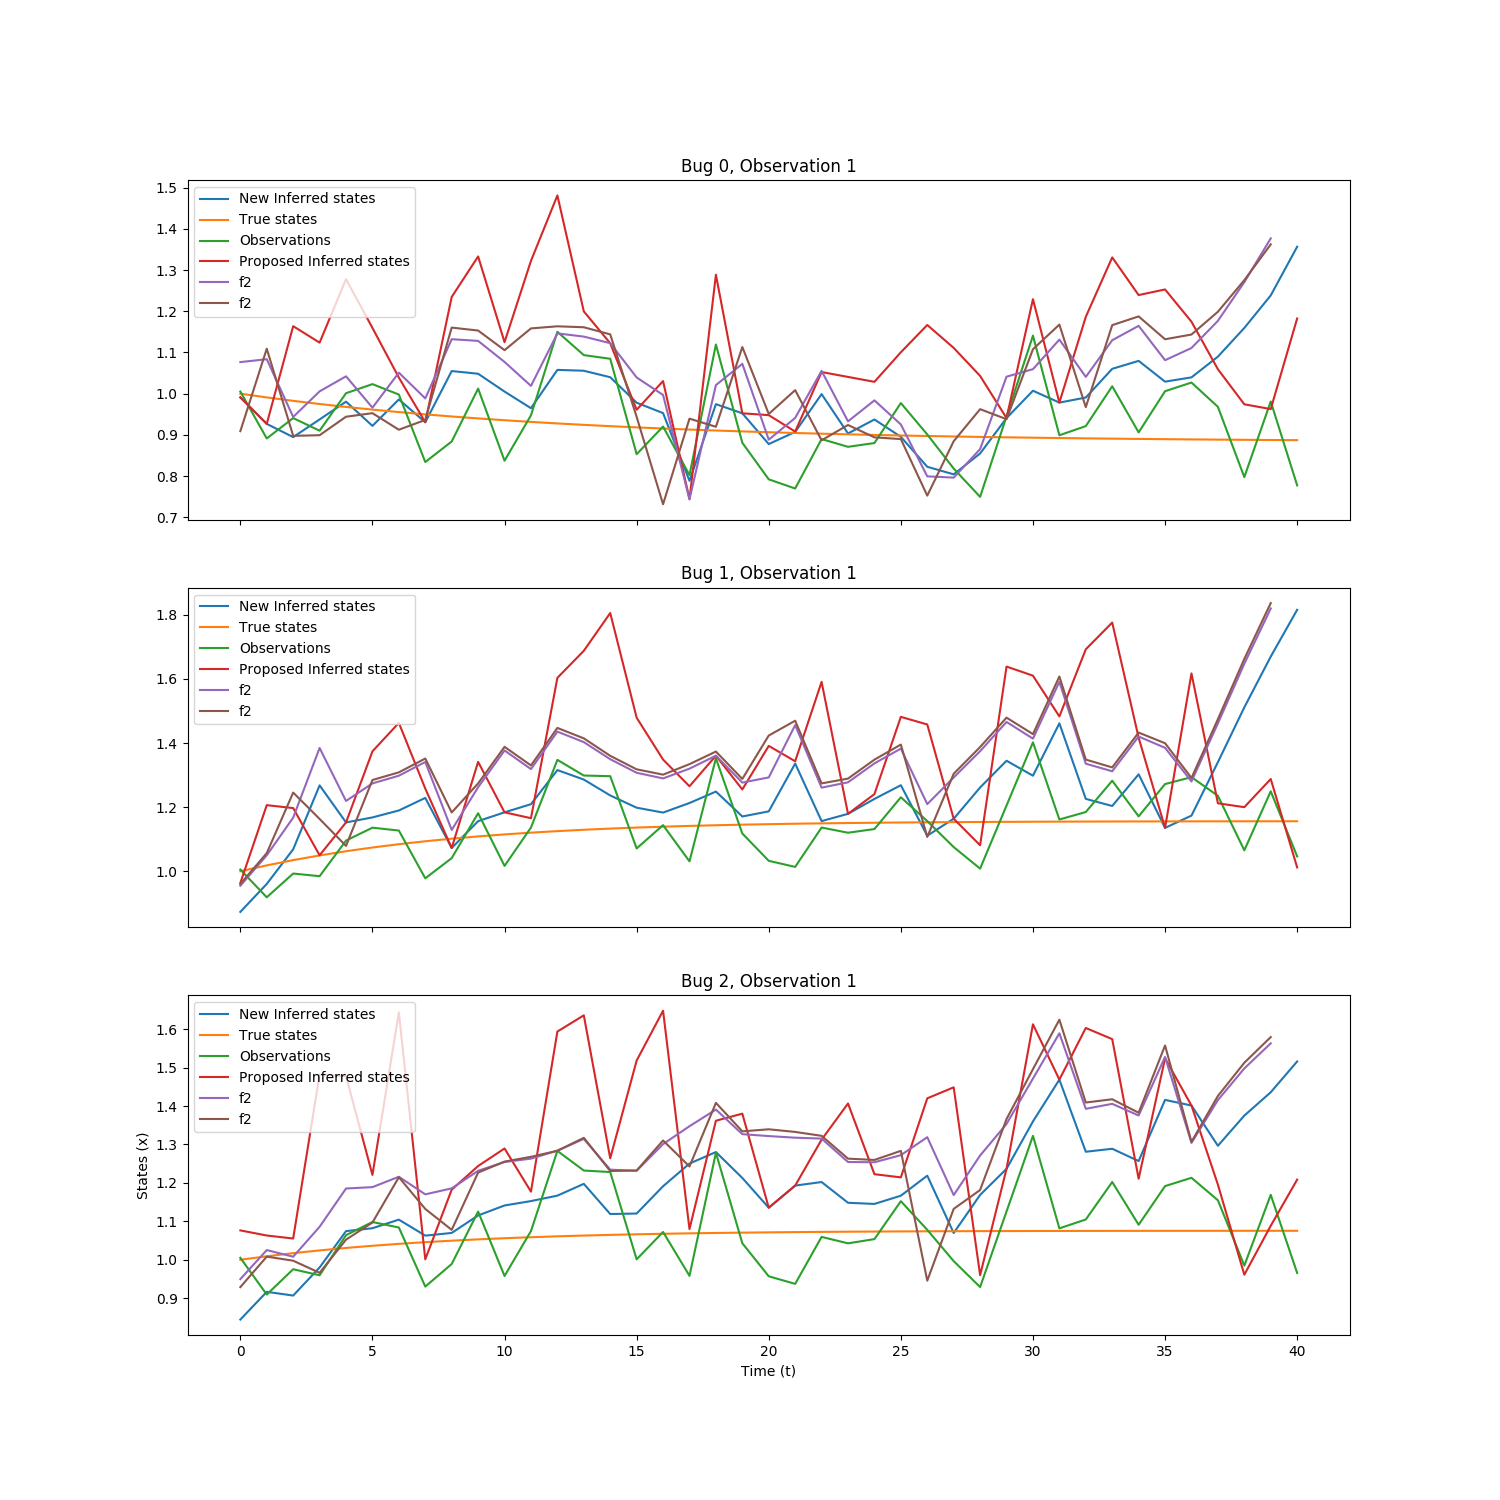 Bug 0, Observation 1
1.5
1.4
1.3
1.2
1.1
1.0
0.9
0.8
0.7
New Inferred states
True states
Observations
Proposed Inferred states
f2
f2
Bug 1, Observation 1
1.8
1.6
1.4
1.2
1.0
New Inferred states
True states
Observations
Proposed Inferred states
f2
f2
Bug 2, Observation 1
States (x)
1.6
1.5
1.4
1.3
1.2
1.1
1.0
0.9
New Inferred states
True states
Observations
Proposed Inferred states
f2
f2
0 5 10 15 20 25 30 35 40
Time (t)